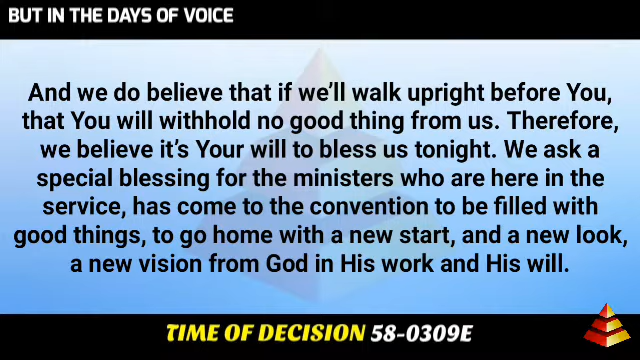 BUT IN THE DAYS OF VOICE
And we do believe that if we'll walk upright before You,
that You will withhold no good thing from us. Therefore,
we believe it's Your will to bless us tonight. We ask a
special blessing for the ministers who are here in the
service, has come to the convention to be filled with
good things, to go home with a new start, and a new look,
a new vision from God in His work and His will.
TIME OF DECISION 58-0309E